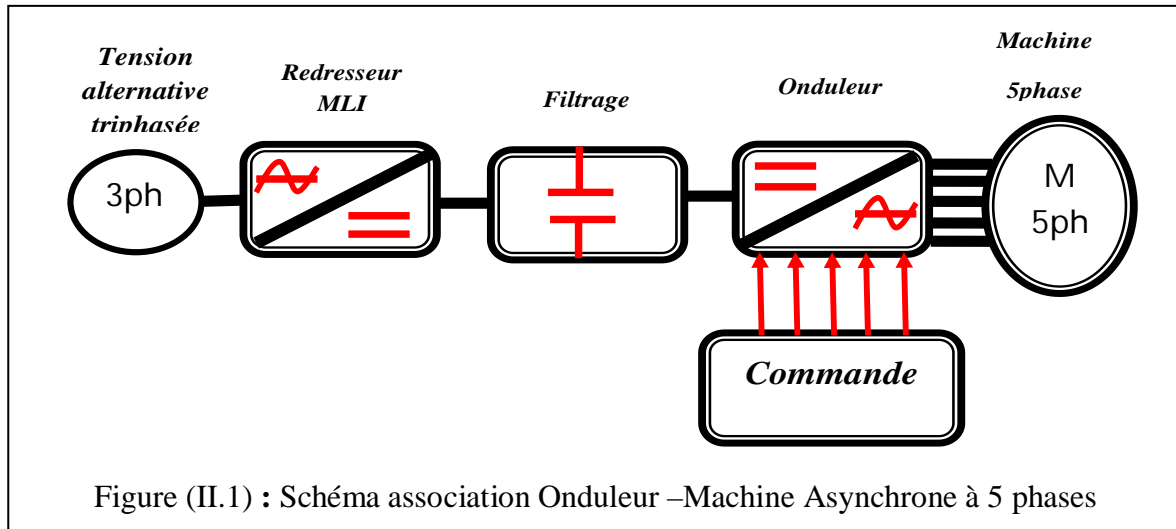 Tension
alternative
triphasée
Redresseur
MLI
Filtrage
Onduleur
Machine
5phase
3ph
M
5ph
Commande
Figure (II.1) : Schéma association Onduleur –Machine Asynchrone à 5 phases